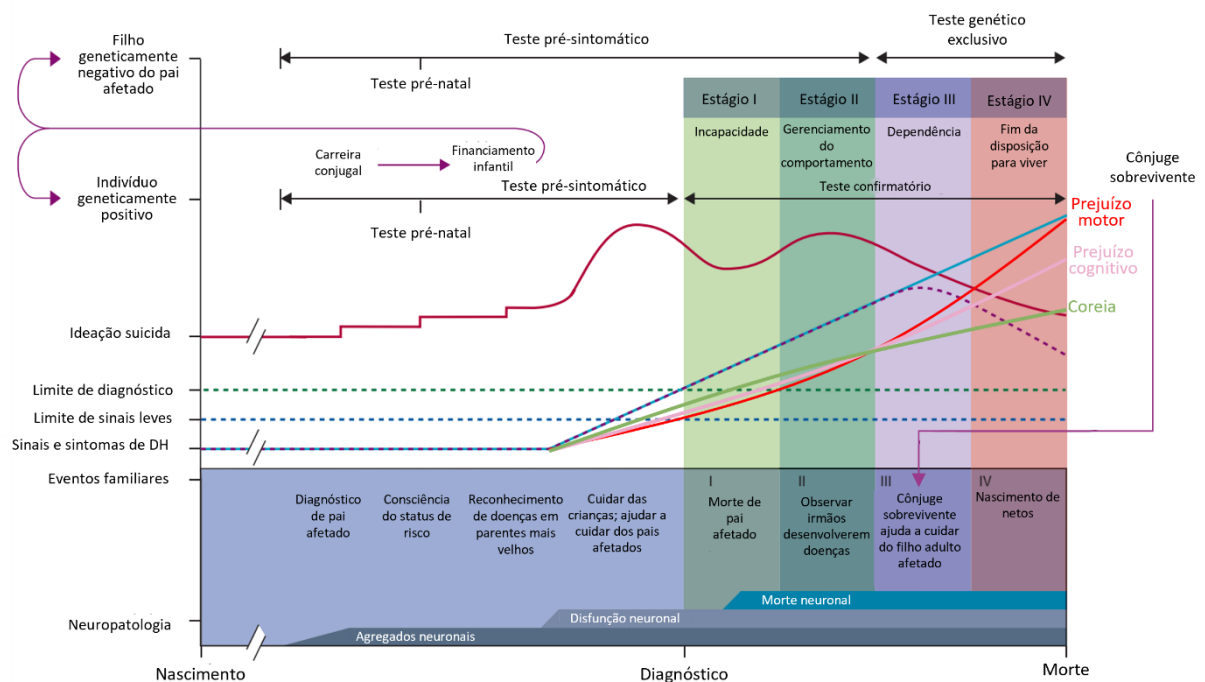 Teste genético
exclusivo
Teste pré-sintomático
Filho
geneticamente
negativo do pai
afetado
Teste pré-natal
Estágio I
Estágio II
Estágio III
Estágio IV
Incapacidade
Gerenciamento
do
comportamento
Dependência
Fim da
disposição
para viver
Carreira
conjugal
Financiamento
infantil
Cônjuge
sobrevivente
Indivíduo
geneticamente
positivo
Teste pré-sintomático
Teste confirmatório
Teste pré-natal
Prejuízo
motor
Prejuízo
cognitivo
Coreia
Ideação suicida
Limite de diagnóstico
Limite de sinais leves
Sinais e sintomas de DH
Eventos familiares
Diagnóstico
de pai
afetado
Consciência
do status de
risco
Reconhecimento
de doenças em
parentes mais
velhos
Cuidar das
crianças; ajudar a
cuidar dos pais
afetados
I
Morte de
pai
afetado
II
Observar
irmãos
desenvolverem
doenças
III
Cônjuge
sobrevivente
ajuda a cuidar
do filho adulto
afetado
IV
Nascimento de
netos
Morte neuronal
Disfunção neuronal
Agregados neuronais
Neuropatologia
Nascimento
Diagnóstico
Morte